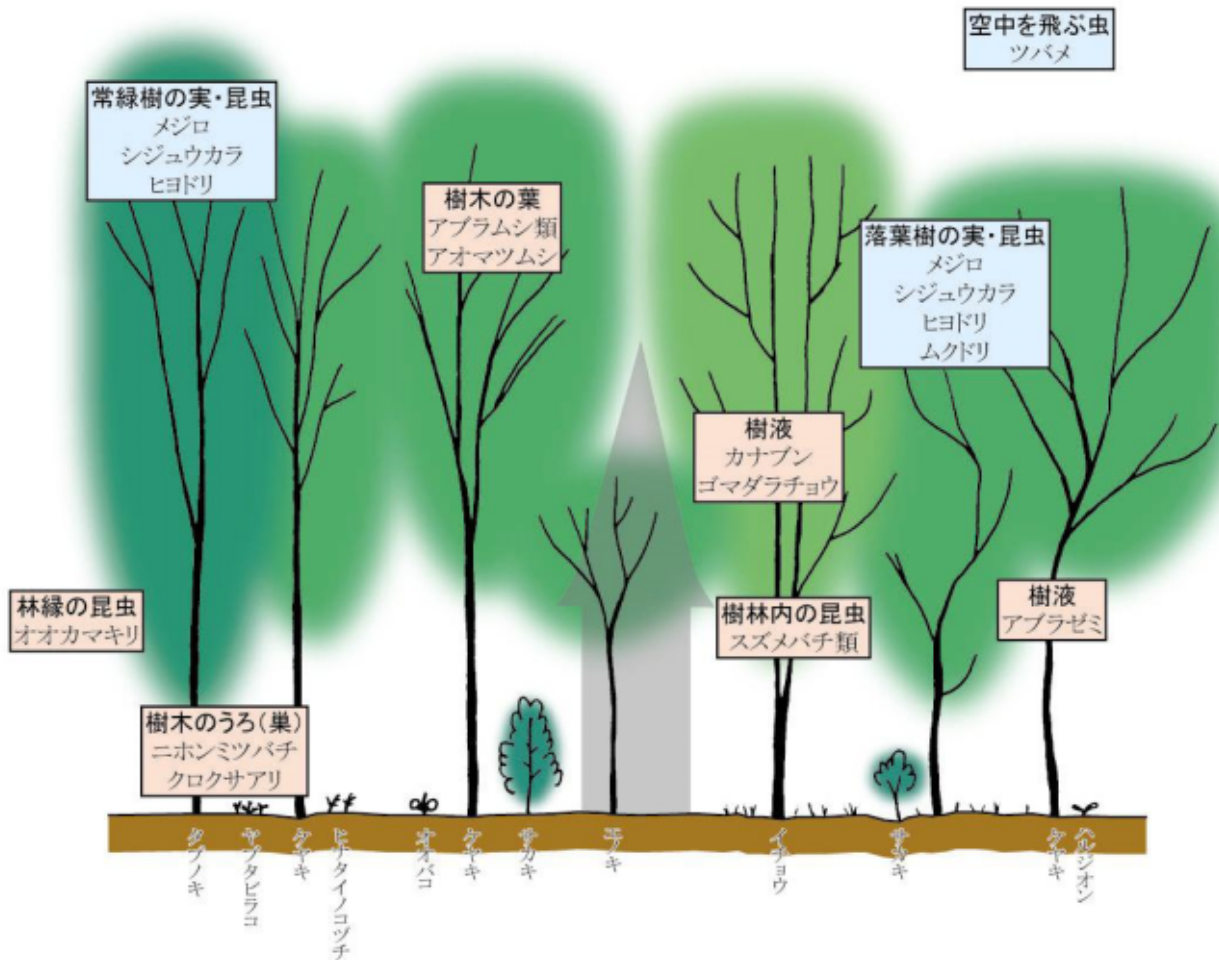 空中を飛ぶ虫
ツバメ
常緑樹の実・昆虫
メジロ
シジュウカラ
ヒヨドリ
樹木の葉
アブラムシ類
アオマツムシ
落葉樹の実・昆虫
メジロ
シジュウカラ
ヒヨドリ
ムクドリ
樹液
カナブン
ゴマダラチョウ
林縁の昆虫
オオカマキリ
樹林内の昆虫
スズメバチ類
樹液
アブラゼミ
樹木のうろ(巣)
ニホンミツバチ
クロクサアリ
タブノキ
ヤブタビラコ
ケヤキ
ヒナタイノコヅチ
オオバコ
ケヤキ
サカキ
エノキ
イチョウ
サカキ
ケヤキ
ハルジオン